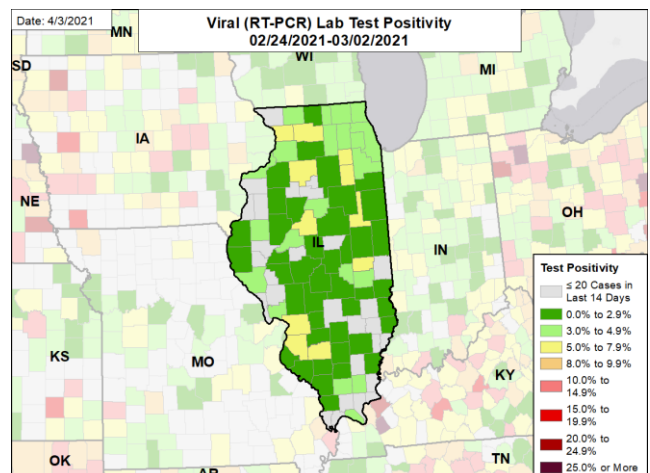 Date: 4/3/2021
Viral (RT-PCR) Lab Test Positivity
02/24/2021-03/02/2021
MN
SD
WI
MI
IA
NE
OH
IL
IN
KS
MO
KY
OK
AR
TN
Test Positivity
≤ 20 Cases in
Last 14 Days
0.0% to 2.9%
3.0% to 4.9%
5.0% to 7.9%
8.0% to 9.9%
10.0% to
14.9%
15.0% to
19.9%
20.0% to
24.9%
25.0% or More